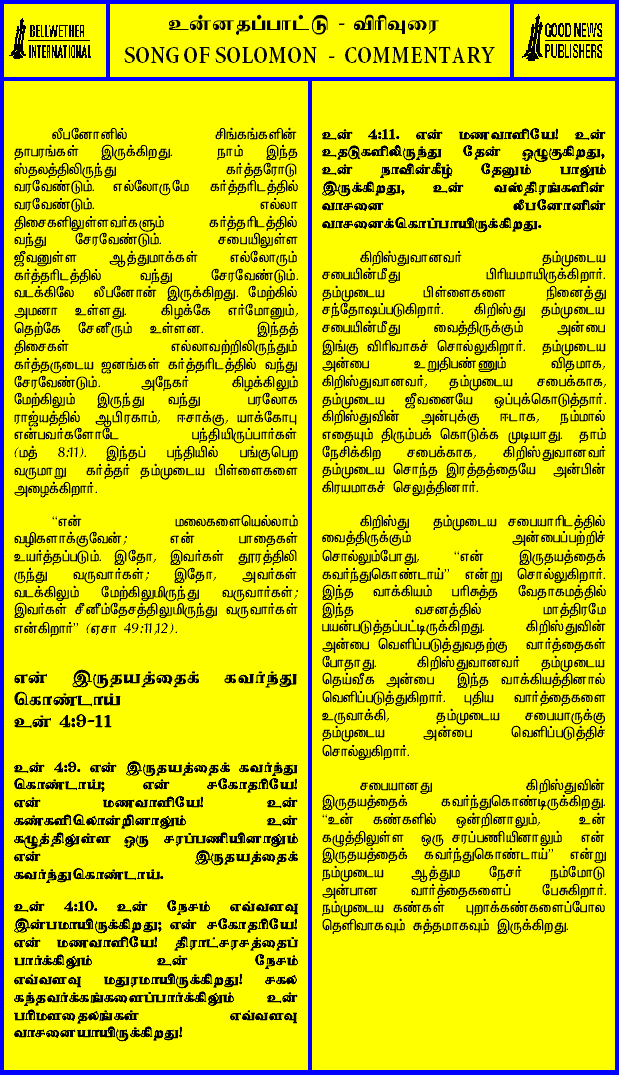 BELLWETHER
INTERNATIONAL
உன்னதப்பாட்டு - விரிவுரை
SONG OF SOLOMON - COMMENTARY
GOOD NEWS
PUBLISHERS
லீபனோனில் சிங்கங்களின்
தாபரங்கள் இருக்கிறது. நாம் இந்த
ஸ்தலத்திலிருந்து கர்த்தரோடு
வரவேண்டும். எல்லோருமே கர்த்தரிடத்தில்
வரவேண்டும். எல்லா
திசைகளிலுள்ளவர்களும் கர்த்தரிடத்தில்
வந்து சேரவேண்டும். சபையிலுள்ள
ஜீவனுள்ள ஆத்துமாக்கள் எல்லோரும்
கர்த்தரிடத்தில் வந்து சேரவேண்டும்.
வடக்கிலே லீபனோன் இருக்கிறது. மேற்கில்
அமனா உள்ளது. கிழக்கே எர்மோனும்,
தெற்கே சேனீரும் உள்ளன. இந்தத்
திசைகள் எல்லாவற்றிலிருந்தும்
கர்த்தருடைய ஜனங்கள் கர்த்தரிடத்தில் வந்து
சேரவேண்டும். அநேகர் கிழக்கிலும்
மேற்கிலும் இருந்து வந்து பரலோக
ராஜ்யத்தில் ஆபிரகாம், ஈசாக்கு, யாக்கோபு
என்பவர்களோடே பந்தியிருப்பார்கள்
(மத் 8:11). இந்தப் பந்தியில் பங்குபெற
வருமாறு கர்த்தர் தம்முடைய பிள்ளைகளை
அழைக்கிறார்.
“என் மலைகளையெல்லாம்
வழிகளாக்குவேன்; என் பாதைகள்
உயர்த்தப்படும். இதோ, இவர்கள் தூரத்திலி
ருந்து வருவார்கள்; இதோ, அவர்கள்
வடக்கிலும் மேற்கிலுமிருந்து வருவார்கள்;
இவர்கள் சீனீம்தேசத்திலுமிருந்து வருவார்கள்
என்கிறார்” (ஏசா 49:11,12).
என் இருதயத்தைக் கவர்ந்து
கொண்டாய்
உன் 4:9-11
உன் 4:9. என் இருதயத்தைக் கவர்ந்து
கொண்டாய்; என் சகோதரியே!
என் மணவாளியே! உன்
கண்களிலொன்றினாலும் உன்
கழுத்திலுள்ள ஒரு சரப்பணியினாலும்
என் இருதயத்தைக்
கவர்ந்துகொண்டாய்.
உன் 4:10. உன் நேசம் எவ்வளவு
இன்பமாயிருக்கிறது; என் சகோதரியே!
என் மணவாளியே! திராட்சரசத்தைப்
பார்க்கிலும் உன் நேசம்
எவ்வளவு மதுரமாயிருக்கிறது! சகல
கந்தவர்க்கங்களைப்பார்க்கிலும் உன்
பரிமளதைலங்கள் எவ்வளவு
வாசனையாயிருக்கிறது!
உன் 4:11. என் மணவாளியே! உன்
உதடுகளிலிருந்து தேன் ஒழுகுகிறது,
உன் நாவின்கீழ் தேனும் பாலும்
இருக்கிறது, உன் வஸ்திரங்களின்
வாசனை லீபனோனின்
வாசனைக்கொப்பாயிருக்கிறது.
கிறிஸ்துவானவர் தம்முடைய
சபையின்மீது பிரியமாயிருக்கிறார்.
தம்முடைய பிள்ளைகளை நினைத்து
சந்தோஷப்படுகிறார். கிறிஸ்து தம்முடைய
சபையின்மீது வைத்திருக்கும் அன்பை
இங்கு விரிவாகச் சொல்லுகிறார். தம்முடைய
அன்பை உறுதிபண்ணும் விதமாக,
கிறிஸ்துவானவர், தம்முடைய சபைக்காக,
தம்முடைய ஜீவனையே ஒப்புக்கொடுத்தார்.
கிறிஸ்துவின் அன்புக்கு ஈடாக, நம்மால்
எதையும் திரும்பக் கொடுக்க முடியாது. தாம்
நேசிக்கிற சபைக்காக, கிறிஸ்துவானவர்
தம்முடைய சொந்த இரத்தத்தையே அன்பின்
கிரயமாகச் செலுத்தினார்.
கிறிஸ்து தம்முடைய சபையாரிடத்தில்
வைத்திருக்கும் அன்பைப்பற்றிச்
சொல்லும்போது, “என் இருதயத்தைக்
கவர்ந்துகொண்டாய்” என்று சொல்லுகிறார்.
இந்த வாக்கியம் பரிசுத்த வேதாகமத்தில்
இந்த வசனத்தில் மாத்திரமே
பயன்படுத்தப்பட்டிருக்கிறது. கிறிஸ்துவின்
அன்பை வெளிப்படுத்துவதற்கு வார்த்தைகள்
போதாது. கிறிஸ்துவானவர் தம்முடைய
தெய்வீக அன்பை இந்த வாக்கியத்தினால்
வெளிப்படுத்துகிறார். புதிய வார்த்தைகளை
உருவாக்கி, தம்முடைய சபையாருக்கு
தம்முடைய அன்பை வெளிப்படுத்திச்
சொல்லுகிறார்.
சபையானது கிறிஸ்துவின்
இருதயத்தைக் கவர்ந்துகொண்டிருக்கிறது.
“உன் கண்களில் ஒன்றினாலும், உன்
கழுத்திலுள்ள ஒரு சரப்பணியினாலும் என்
இருதயத்தைக் கவர்ந்துகொண்டாய்” என்று
நம்முடைய ஆத்தும நேசர் நம்மோடு
அன்பான வார்த்தைகளைப் பேசுகிறார்.
நம்முடைய கண்கள் புறாக்கண்களைப்போல
தெளிவாகவும் சுத்தமாகவும் இருக்கிறது.